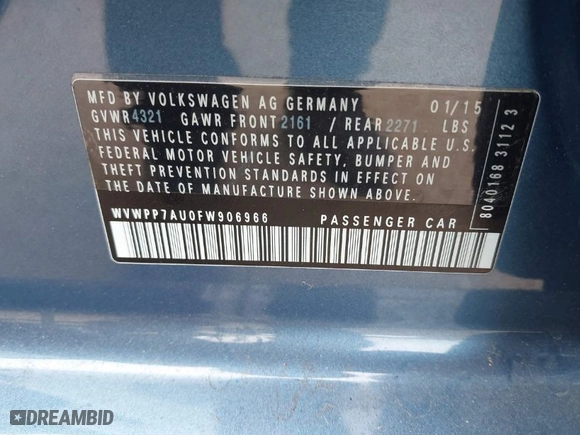 MFD BY VOLKSWAGEN AG GERMANY 01/15
GVWR 4321 GAWR FRONT 2161 / REAR 2271 LBS
THIS VEHICLE CONFORMS TO ALL APPLICABLE U.S.
FEDERAL MOTOR VEHICLE SAFETY, BUMPER AND
THEFT PREVENTION STANDARDS IN EFFECT ON
THE DATE OF MANUFACTURE SHOWN ABOVE.
WVWPP7AU0FW906966 PASSENGER CAR
8040168 3112 3
DREAMBID